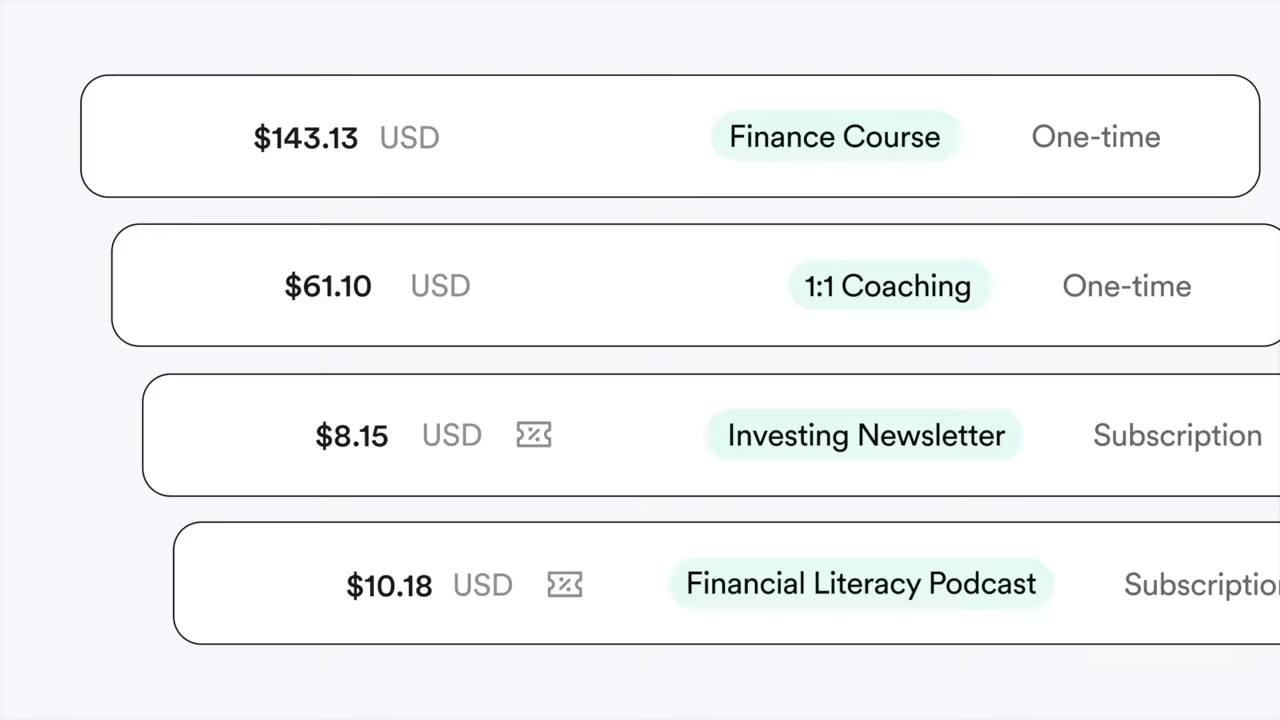 $143.13 USD Finance Course One-time
$61.10 USD 1:1 Coaching One-time
$8.15 USD Investing Newsletter Subscription
$10.18 USD Financial Literacy Podcast Subscription